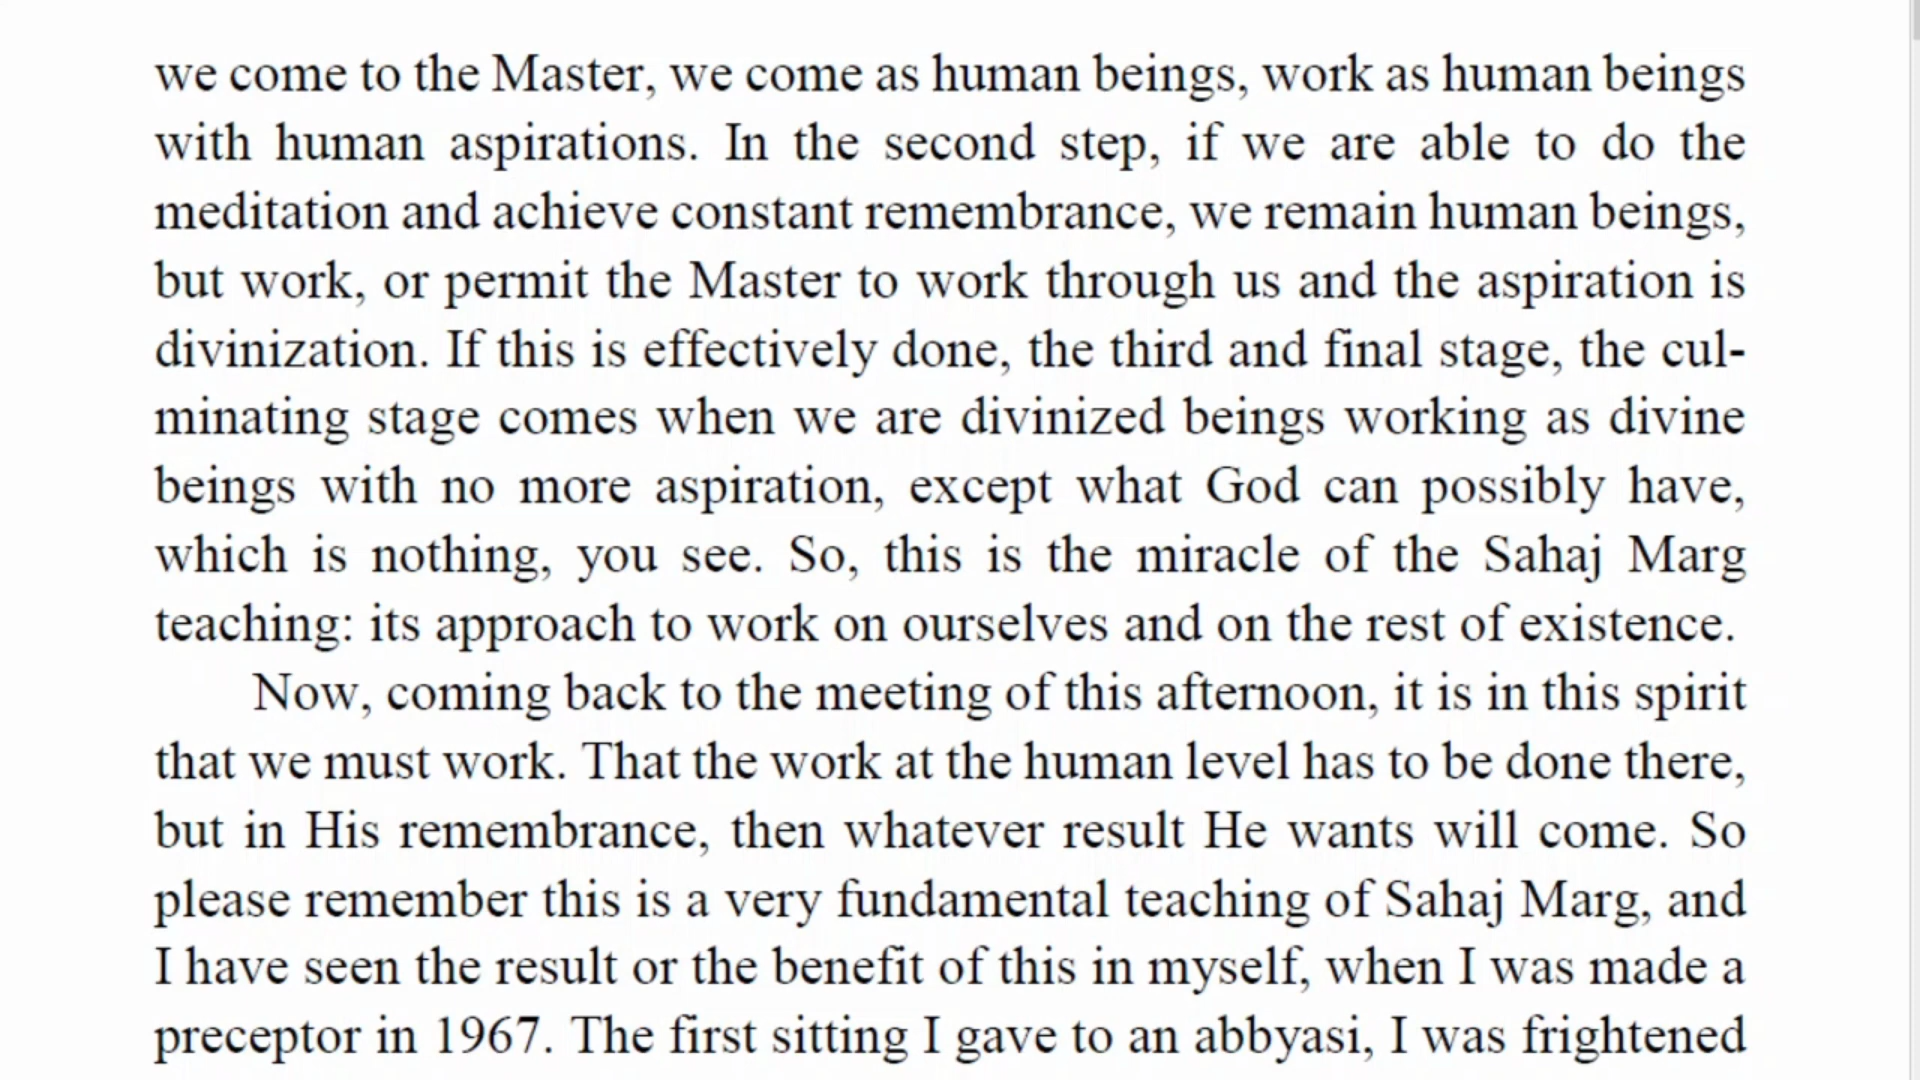 we come to the Master, we come as human beings, work as human beings
with human aspirations. In the second step, if we are able to do the
meditation and achieve constant remembrance, we remain human beings,
but work, or permit the Master to work through us and the aspiration is
divinization. If this is effectively done, the third and final stage, the cul-
minating stage comes when we are divinized beings working as divine
beings with no more aspiration, except what God can possibly have,
which is nothing, you see. So, this is the miracle of the Sahaj Marg
teaching: its approach to work on ourselves and on the rest of existence.
Now, coming back to the meeting of this afternoon, it is in this spirit
that we must work. That the work at the human level has to be done there,
but in His remembrance, then whatever result He wants will come. So
please remember this is a very fundamental teaching of Sahaj Marg, and
I have seen the result or the benefit of this in myself, when I was made a
preceptor in 1967. The first sitting I gave to an abbyasi, I was frightened